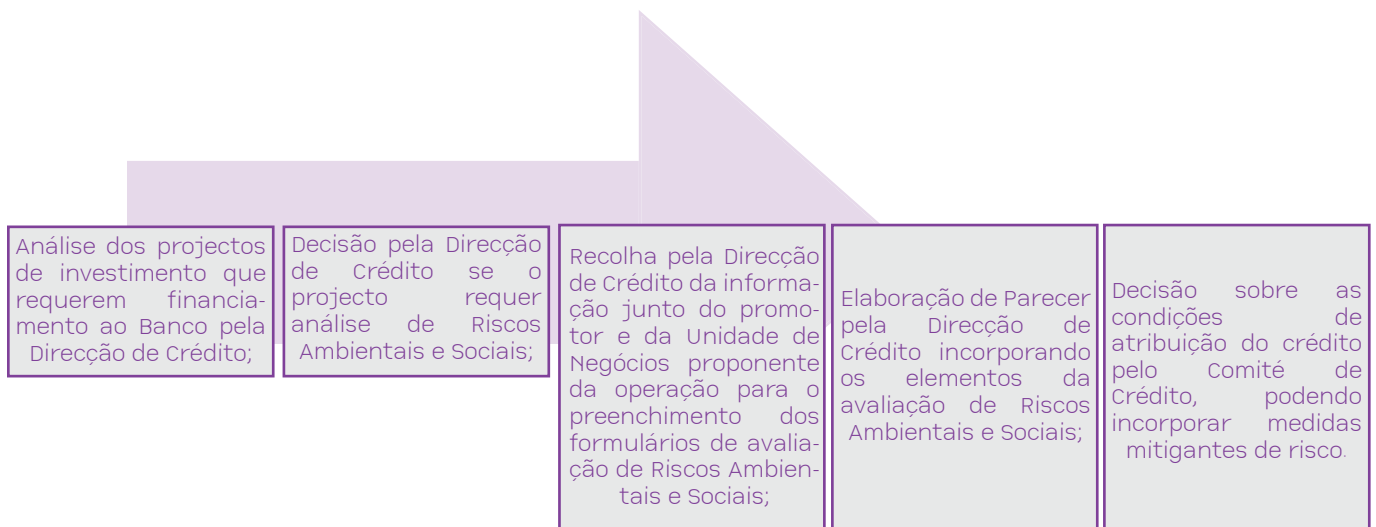 Análise dos projectos
de investimento que
requerem financia-
mento ao Banco pela
Direcção de Crédito;
Decisão pela Direcção
de Crédito se o
projecto requer
análise de Riscos
Ambientais e Sociais;
Recolha pela Direcção
de Crédito da informa-
ção junto do promo-
tor e da Unidade de
Negócios proponente
da operação para o
preenchimento dos
formulários de avalia-
ção de Riscos Ambien-
tais e Sociais;
Elaboração de Parecer
pela Direcção de
Crédito incorporando
os elementos da
avaliação de Riscos
Ambientais e Sociais;
Decisão sobre as
condições de
atribuição do crédito
pelo Comité de
Crédito, podendo
incorporar medidas
mitigantes de risco.